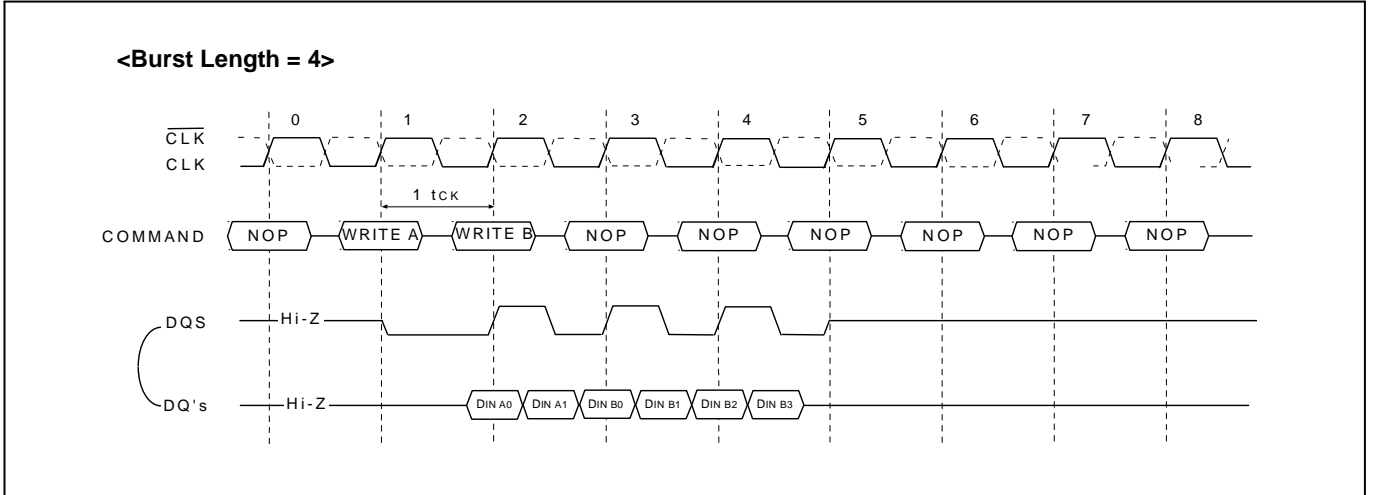 <Burst Length = 4>
0 1 2 3 4 5 6 7 8
CLK
CLK
1 tCK
COMMAND NOP WRITE A WRITE B NOP NOP NOP NOP NOP NOP
DQS Hi-Z
DQ's Hi-Z DIN A0 DIN A1 DIN B0 DIN B1 DIN B2 DIN B3